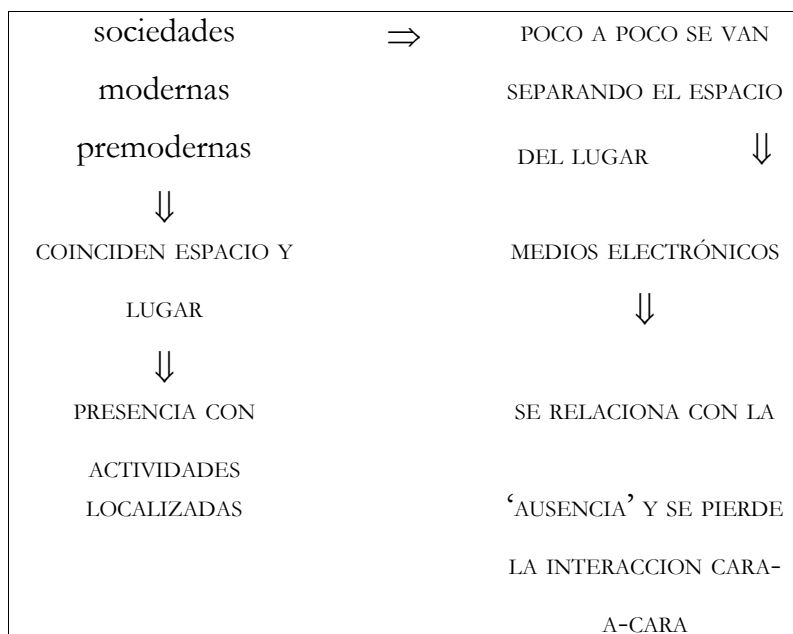 sociedades
modernas
premodernas
⇓
COINCIDEN ESPACIO Y
LUGAR
⇓
PRESENCIA CON
ACTIVIDADES
LOCALIZADAS
⇒
POCO A POCO SE VAN
SEPARANDO EL ESPACIO
DEL LUGAR ⇓
MEDIOS ELECTRÓNICOS
⇓
SE RELACIONA CON LA
‘AUSENCIA’ Y SE PIERDE
LA INTERACCION CARA-
A-CARA